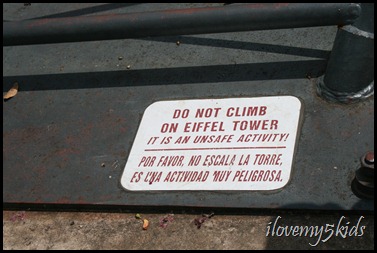 DO NOT CLIMB
ON EIFFEL TOWER
IT IS AN UNSAFE ACTIVITY!
POR FAVOR, NO ESCALA LA TORRE,
ES UNA ACTIVIDAD MUY PELIGROSA.
ilovemy5kids